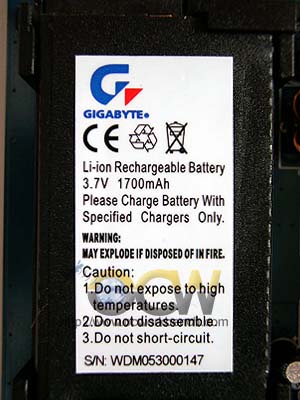 GIGABYTE
CE
Li-ion Rechargeable Battery
3.7V 1700mAh
Please Charge Battery With
Specified Chargers Only.
WARNING:
MAY EXPLODE IF DISPOSED OF IN FIRE.
Caution:
1.Do not expose to high
temperatures.
2.Do not disassemble.
3.Do not short-circuit.
S/N: WDM053000147